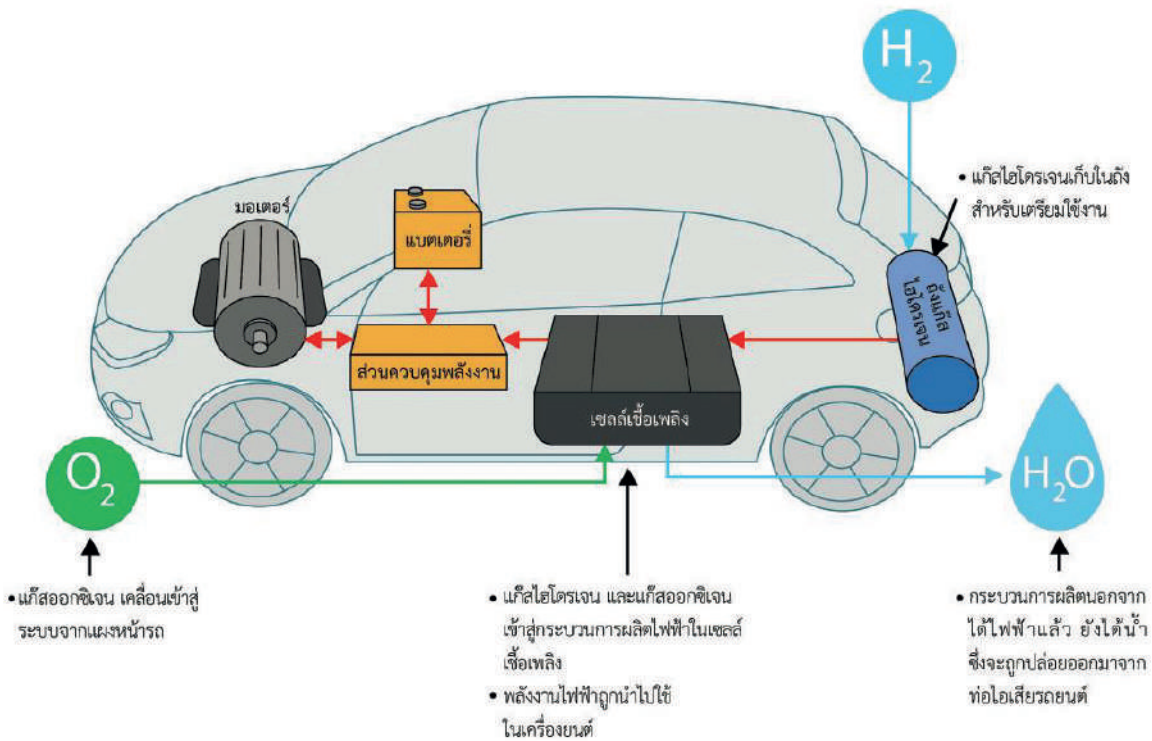 H₂
• แก๊สไฮโดรเจนเก็บในถัง
สำหรับเตรียมใช้งาน
มอเตอร์
แบตเตอรี่
ถังแก๊ส
ไฮโดรเจน
ส่วนควบคุมพลังงาน
เซลล์เชื้อเพลิง
O₂
H₂O
• แก๊สออกซิเจน เคลื่อนเข้าสู่
ระบบจากแผงหน้ารถ
• แก๊สไฮโดรเจน และแก๊สออกซิเจน
เข้าสู่กระบวนการผลิตไฟฟ้าในเซลล์
เชื้อเพลิง
• พลังงานไฟฟ้าถูกนำไปใช้
ในเครื่องยนต์
• กระบวนการผลิตนอกจาก
ได้ไฟฟ้าแล้ว ยังได้น้ำ
ซึ่งจะถูกปล่อยออกมาจาก
ท่อไอเสียรถยนต์